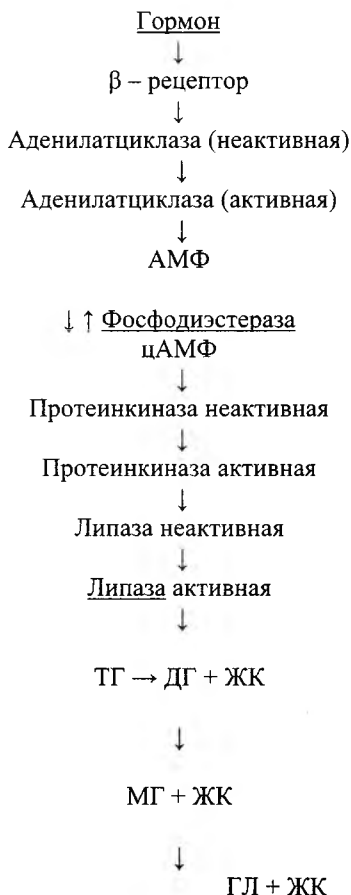 Гормон
↓
β – рецептор
↓
Аденилатциклаза (неактивная)
↓
Аденилатциклаза (активная)
↓
АМФ
↓ ↑ Фосфодиэстераза
цАМФ
↓
Протеинкиназа неактивная
↓
Протеинкиназа активная
↓
Липаза неактивная
↓
Липаза активная
↓
ТГ → ДГ + ЖК
↓
МГ + ЖК
↓
ГЛ + ЖК